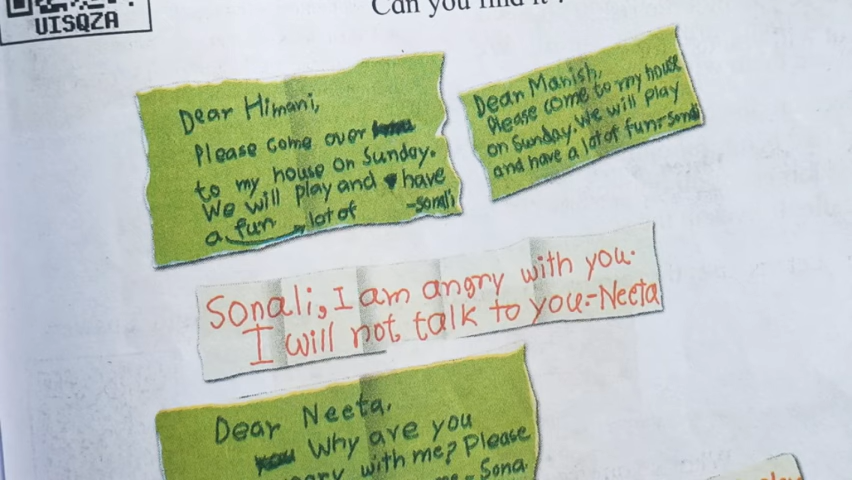 UISQZA
Can you find it?
Dear Himani,
Please come over
to my house on Sunday.
We will play and have
a fun lot of -Sonali
Dear Manish,
Please come to my house
on Sunday. We will play
and have a lot of fun-Sonali
Sonali, I am angry with you.
I will not talk to you.-Neeta
Dear Neeta,
Why are you
with me? Please
- Sona